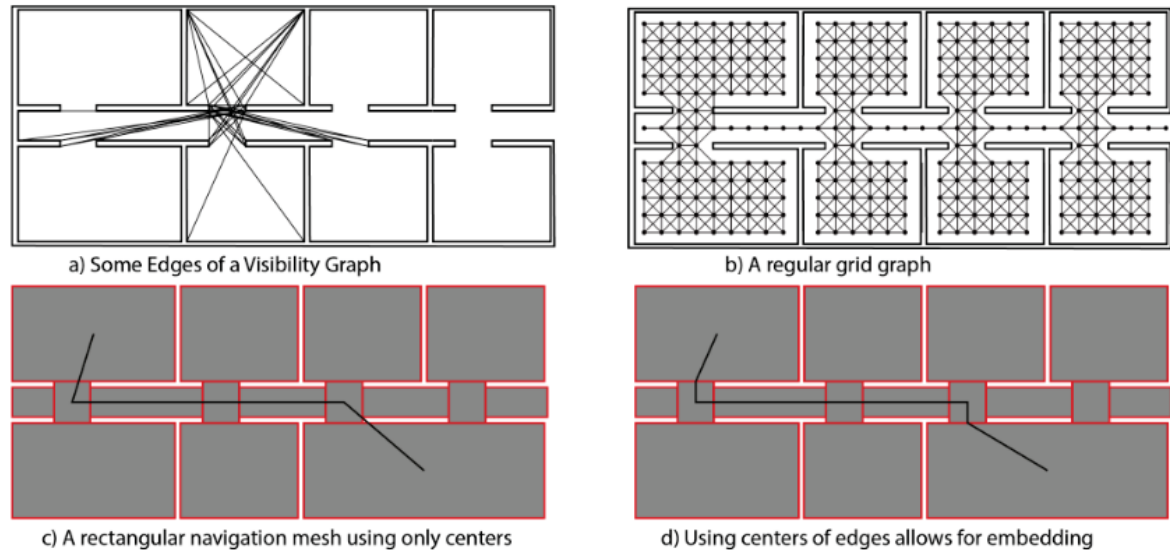 a) Some Edges of a Visibility Graph
b) A regular grid graph
c) A rectangular navigation mesh using only centers
d) Using centers of edges allows for embedding